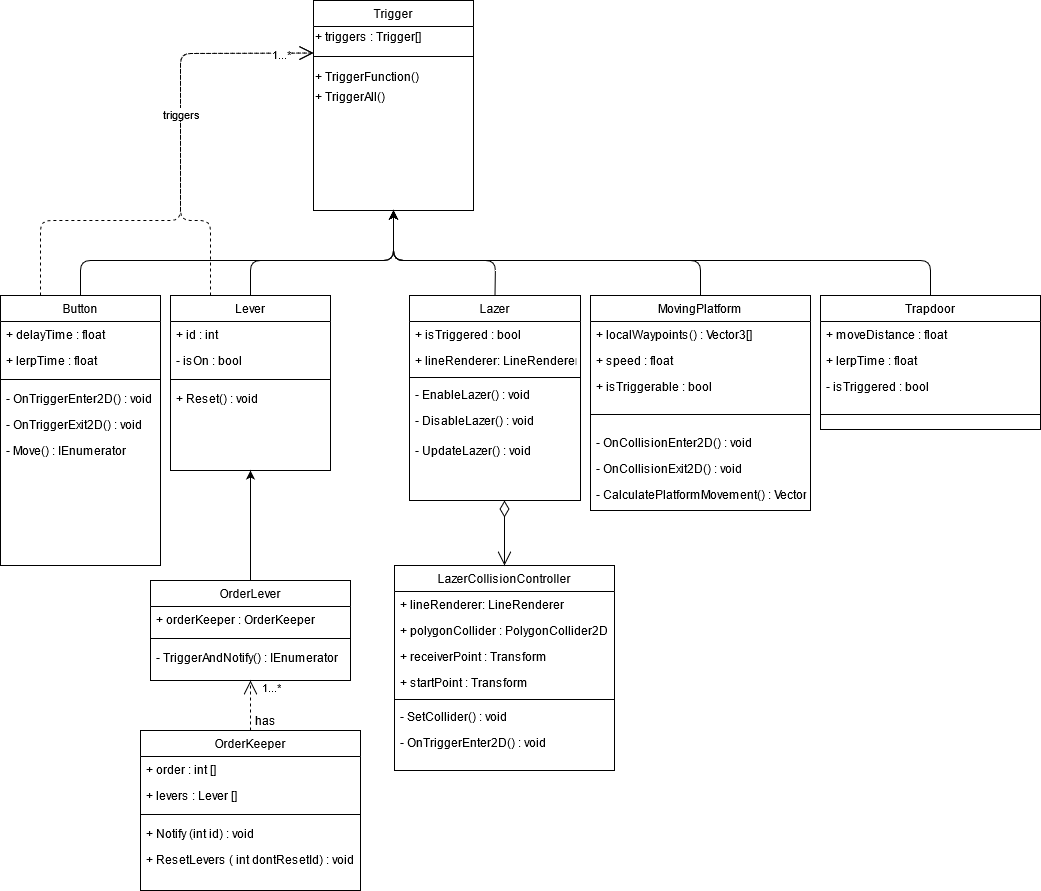 Trigger
+ triggers : Trigger[]
1...*
+ TriggerFunction()
+ TriggerAll()
triggers
Button
+ delayTime : float
+ lerpTime : float
- OnTriggerEnter2D() : void
- OnTriggerExit2D() : void
- Move() : IEnumerator
Lever
+ id : int
- isOn : bool
+ Reset() : void
Lazer
+ isTriggered : bool
+ lineRenderer: LineRenderer
- EnableLazer() : void
- DisableLazer() : void
- UpdateLazer() : void
MovingPlatform
+ localWaypoints() : Vector3[]
+ speed : float
+ isTriggerable : bool
- OnCollisionEnter2D() : void
- OnCollisionExit2D() : void
- CalculatePlatformMovement() : Vector
Trapdoor
+ moveDistance : float
+ lerpTime : float
- isTriggered : bool
OrderLever
+ orderKeeper : OrderKeeper
- TriggerAndNotify() : IEnumerator
1...*
has
OrderKeeper
+ order : int []
+ levers : Lever []
+ Notify (int id) : void
+ ResetLevers ( int dontResetId) : void
LazerCollisionController
+ lineRenderer: LineRenderer
+ polygonCollider : PolygonCollider2D
+ receiverPoint : Transform
+ startPoint : Transform
- SetCollider() : void
- OnTriggerEnter2D() : void